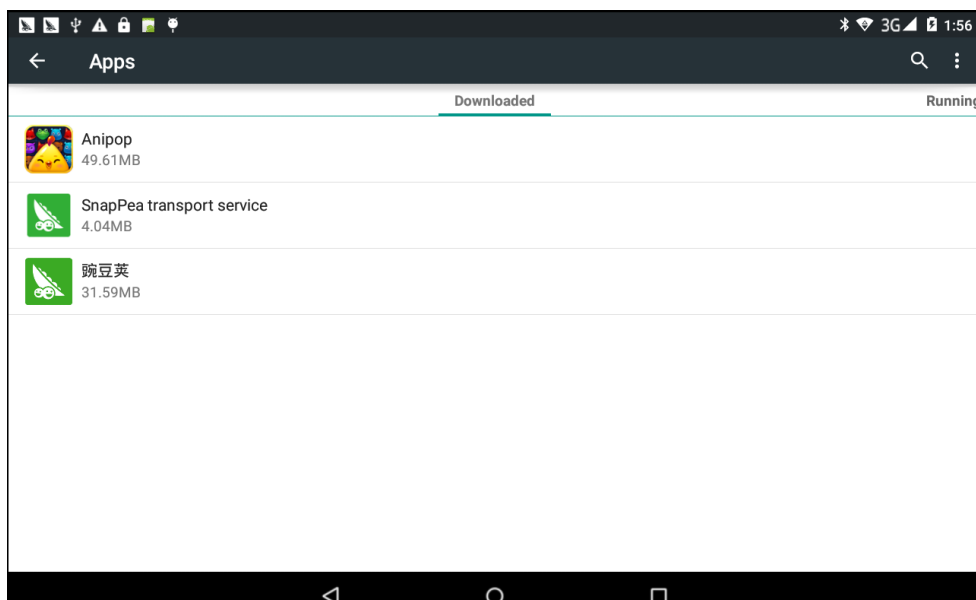 3G 1:56
Apps
Downloaded
Running
Anipop
49.61MB
SnapPea transport service
4.04MB
豌豆荚
31.59MB